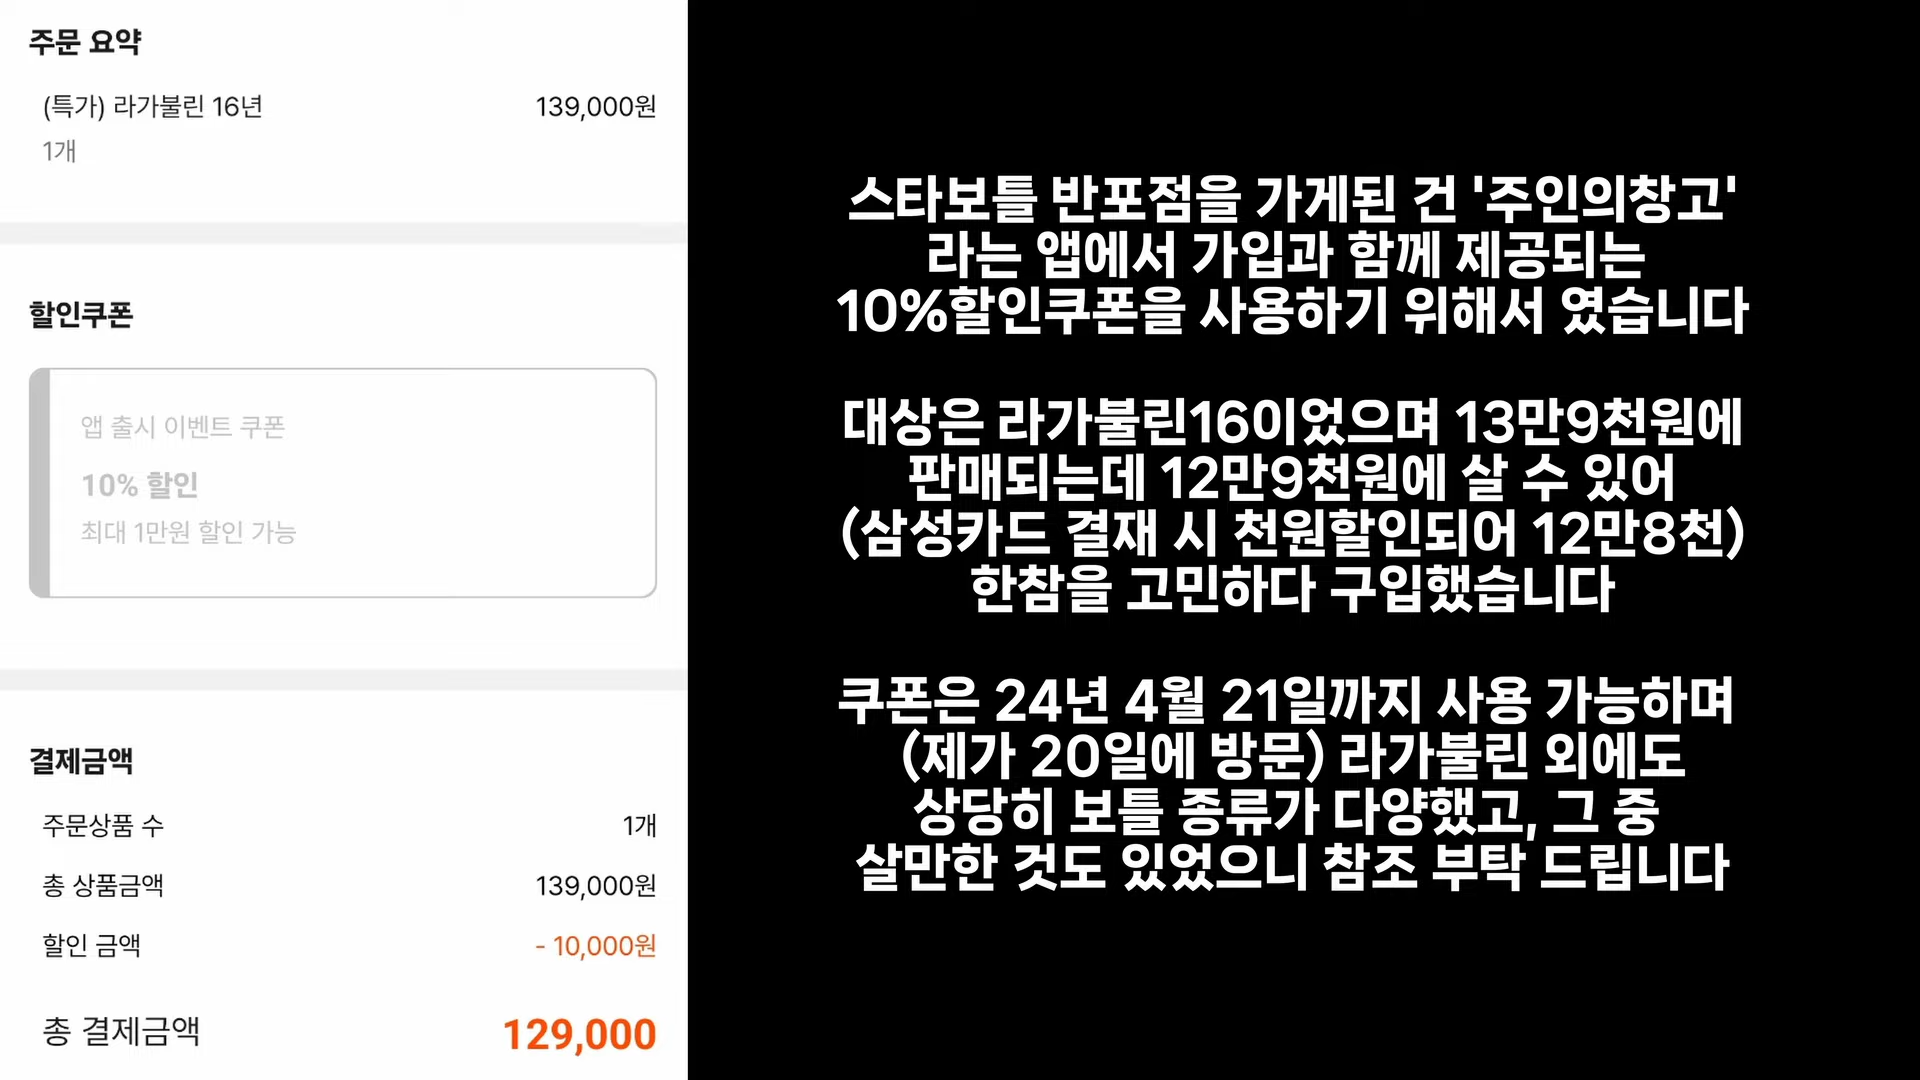 주문 요약
(특가) 라가불린 16년 139,000원
1개
할인쿠폰
앱 출시 이벤트 쿠폰
10% 할인
최대 1만원 할인 가능
결제금액
주문상품 수 1개
총 상품금액 139,000원
할인 금액 - 10,000원
총 결제금액 129,000
스타보틀 반포점을 가게된 건 '주인의창고'
라는 앱에서 가입과 함께 제공되는
10%할인쿠폰을 사용하기 위해서 였습니다
대상은 라가불린16이었으며 13만9천원에
판매되는데 12만9천원에 살 수 있어
(삼성카드 결재 시 천원할인되어 12만8천)
한참을 고민하다 구입했습니다
쿠폰은 24년 4월 21일까지 사용 가능하며
(제가 20일에 방문) 라가불린 외에도
상당히 보틀 종류가 다양했고, 그 중
살만한 것도 있었으니 참조 부탁 드립니다